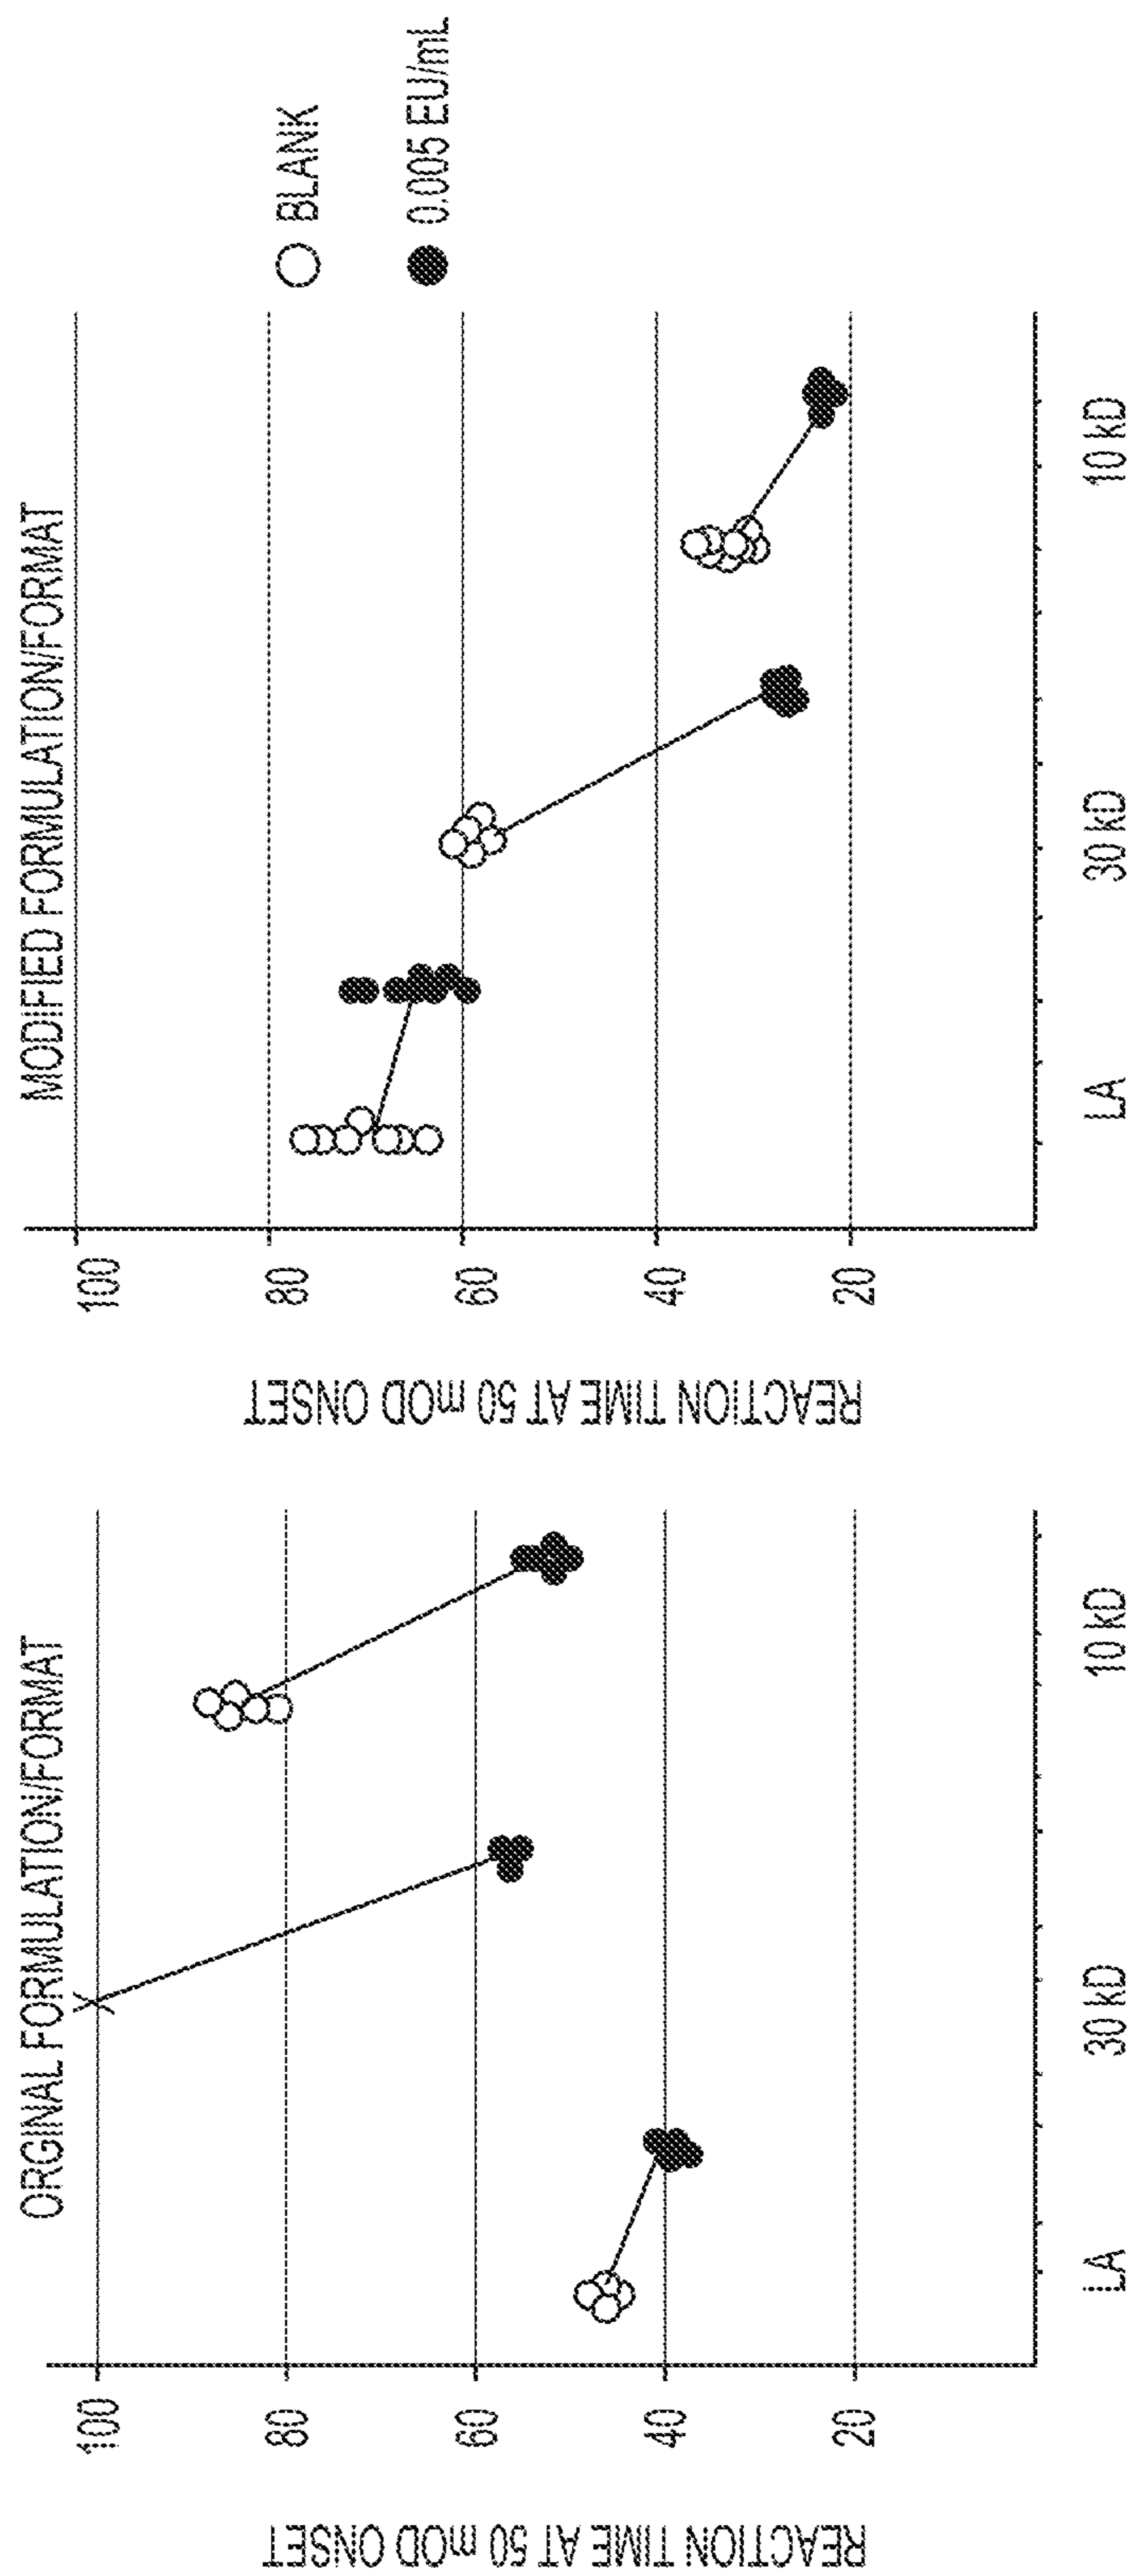 ORGINAL FORMULATION/FORMAT
REACTION TIME AT 50 mOD ONSET
100
80
60
40
20
LA
30 kD
10 kD
MODIFIED FORMULATION/FORMAT
REACTION TIME AT 50 mOD ONSET
100
80
60
40
20
LA
30 kD
10 kD
BLANK
0.005 EU/mL